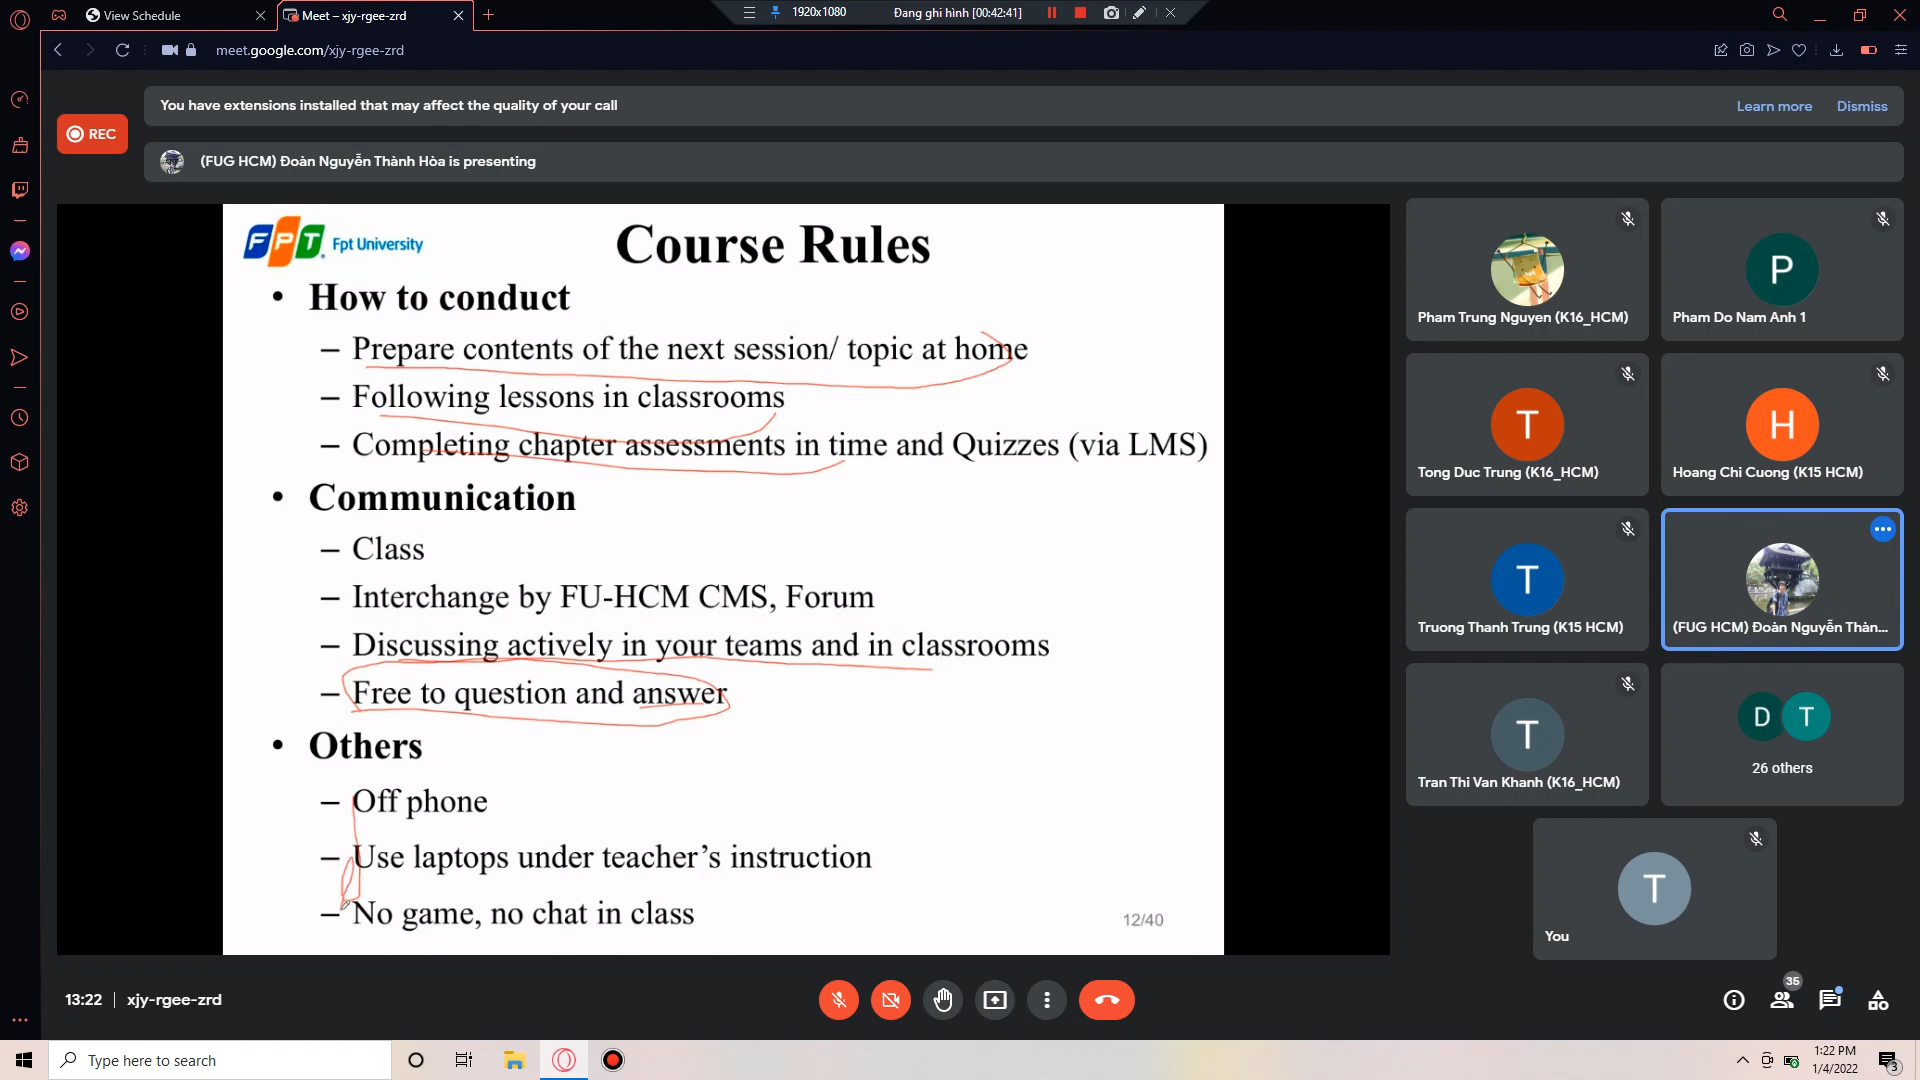 View Schedule
Meet – xjy-rgee-zrd
1920x1080
Đang ghi hình [00:42:41]
meet.google.com/xjy-rgee-zrd
REC
You have extensions installed that may affect the quality of your call
Learn more
Dismiss
(FUG HCM) Đoàn Nguyễn Thành Hòa is presenting
FPT Fpt University
Course Rules
• How to conduct
– Prepare contents of the next session/ topic at home
– Following lessons in classrooms
– Completing chapter assessments in time and Quizzes (via LMS)
• Communication
– Class
– Interchange by FU-HCM CMS, Forum
– Discussing actively in your teams and in classrooms
– Free to question and answer
• Others
– Off phone
– Use laptops under teacher's instruction
– No game, no chat in class
12/40
Pham Trung Nguyen (K16_HCM)
P
Pham Do Nam Anh 1
T
Tong Duc Trung (K16_HCM)
H
Hoang Chi Cuong (K15 HCM)
T
Truong Thanh Trung (K15 HCM)
(FUG HCM) Đoàn Nguyễn Thàn...
T
Tran Thi Van Khanh (K16_HCM)
D T
26 others
T
You
13:22 | xjy-rgee-zrd
35
Type here to search
1:22 PM
1/4/2022
3